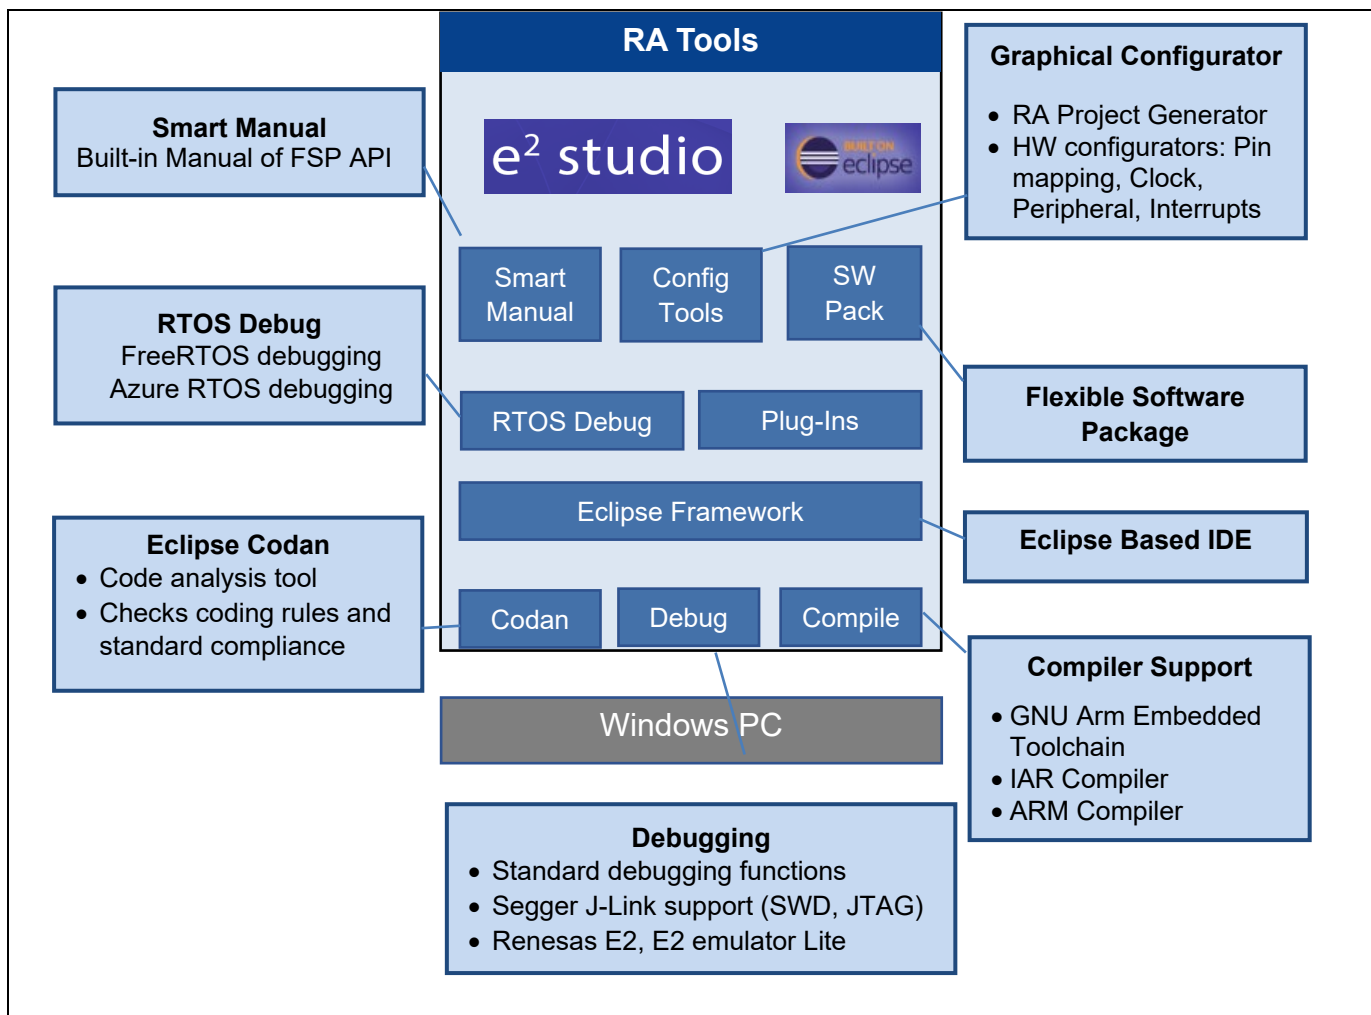 RA Tools
e² studio
BUILT ON
eclipse
Smart
Manual
Config
Tools
SW
Pack
RTOS Debug
Plug-Ins
Eclipse Framework
Codan
Debug
Compile
Windows PC
Smart Manual
Built-in Manual of FSP API
RTOS Debug
FreeRTOS debugging
Azure RTOS debugging
Eclipse Codan
• Code analysis tool
• Checks coding rules and
standard compliance
Graphical Configurator
• RA Project Generator
• HW configurators: Pin
mapping, Clock,
Peripheral, Interrupts
Flexible Software
Package
Eclipse Based IDE
Compiler Support
• GNU Arm Embedded
Toolchain
• IAR Compiler
• ARM Compiler
Debugging
• Standard debugging functions
• Segger J-Link support (SWD, JTAG)
• Renesas E2, E2 emulator Lite